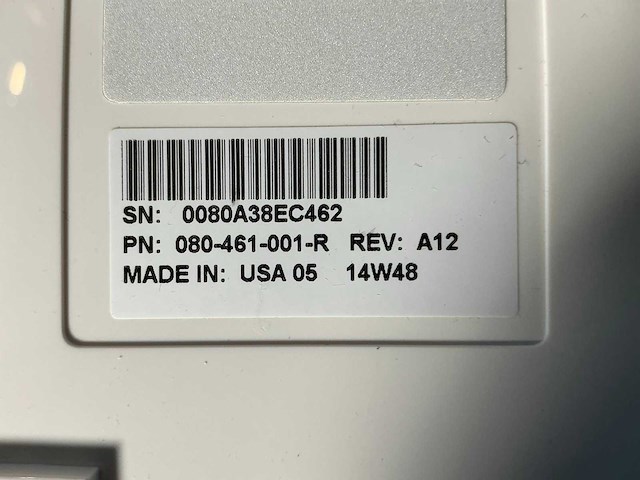 SN: 0080A38EC462
PN: 080-461-001-R REV: A12
MADE IN: USA 05 14W48